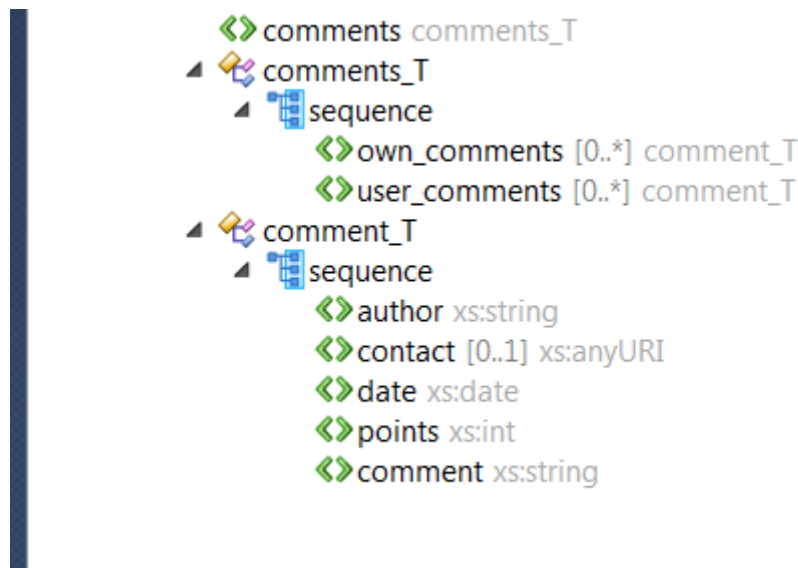 comments comments_T
comments_T
sequence
own_comments [0..*] comment_T
user_comments [0..*] comment_T
comment_T
sequence
author xs:string
contact [0..1] xs:anyURI
date xs:date
points xs:int
comment xs:string